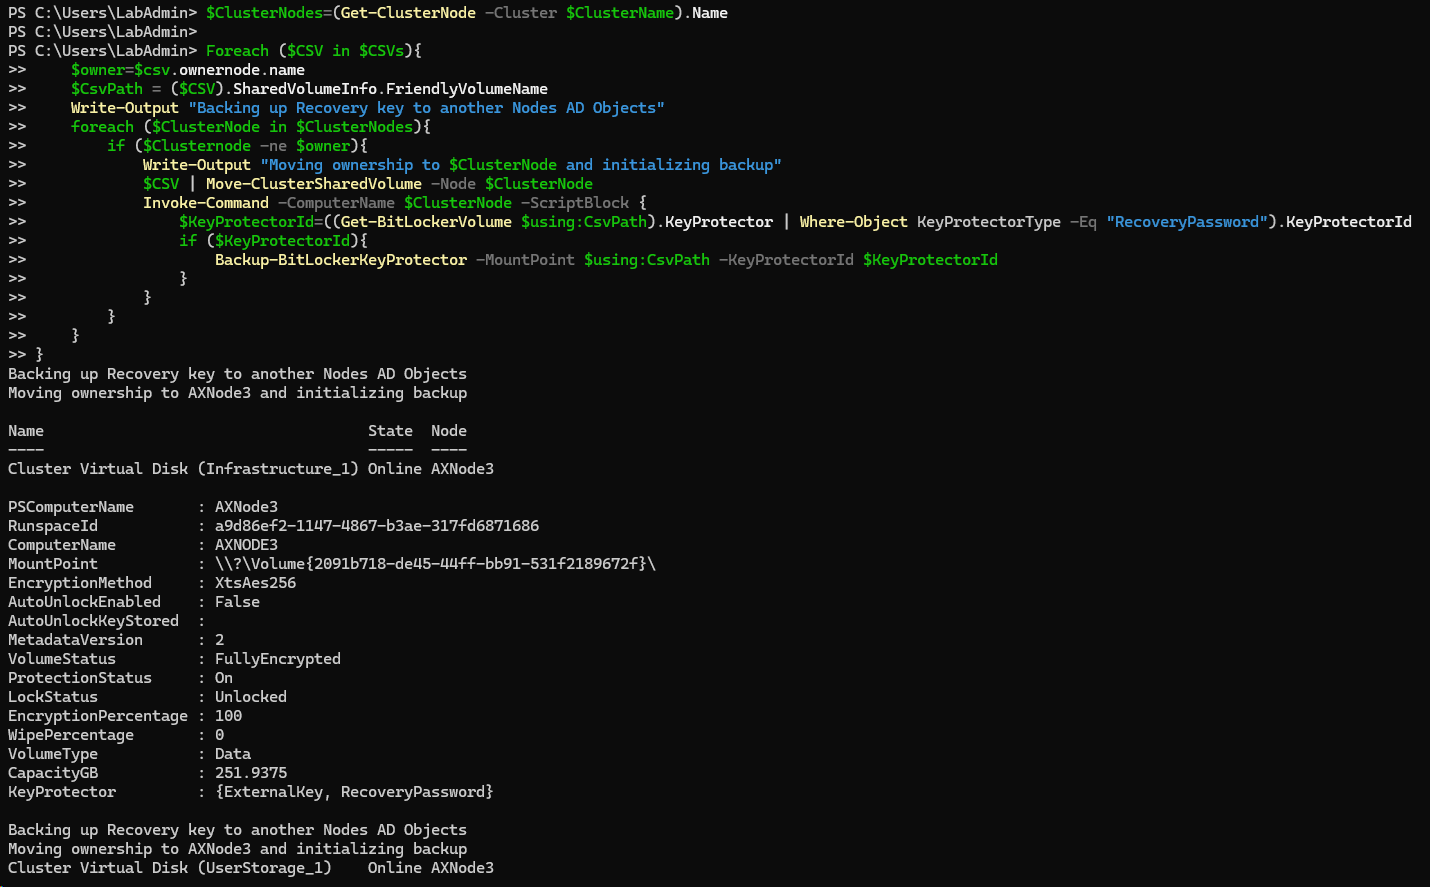 PS C:\Users\LabAdmin> $ClusterNodes=(Get-ClusterNode -Cluster $ClusterName).Name
PS C:\Users\LabAdmin>
PS C:\Users\LabAdmin> Foreach ($CSV in $CSVs){
>>     $owner=$csv.ownernode.name
>>     $CsvPath = ($CSV).SharedVolumeInfo.FriendlyVolumeName
>>     Write-Output "Backing up Recovery key to another Nodes AD Objects"
>>     foreach ($ClusterNode in $ClusterNodes){
>>         if ($Clusternode -ne $owner){
>>             Write-Output "Moving ownership to $ClusterNode and initializing backup"
>>             $CSV | Move-ClusterSharedVolume -Node $ClusterNode
>>             Invoke-Command -ComputerName $ClusterNode -ScriptBlock {
>>                 $KeyProtectorId=((Get-BitLockerVolume $using:CsvPath).KeyProtector | Where-Object KeyProtectorType -Eq "RecoveryPassword").KeyProtectorId
>>                 if ($KeyProtectorId){
>>                     Backup-BitLockerKeyProtector -MountPoint $using:CsvPath -KeyProtectorId $KeyProtectorId
>>                 }
>>             }
>>         }
>>     }
>> }
Backing up Recovery key to another Nodes AD Objects
Moving ownership to AXNode3 and initializing backup

Name                                    State  Node
----                                    -----  ----
Cluster Virtual Disk (Infrastructure_1) Online AXNode3

PSComputerName       : AXNode3
RunspaceId           : a9d86ef2-1147-4867-b3ae-317fd6871686
ComputerName         : AXNODE3
MountPoint           : \\?\Volume{2091b718-de45-44ff-bb91-531f2189672f}\
EncryptionMethod     : XtsAes256
AutoUnlockEnabled    : False
AutoUnlockKeyStored  :
MetadataVersion      : 2
VolumeStatus         : FullyEncrypted
ProtectionStatus     : On
LockStatus           : Unlocked
EncryptionPercentage : 100
WipePercentage       : 0
VolumeType           : Data
CapacityGB           : 251.9375
KeyProtector         : {ExternalKey, RecoveryPassword}

Backing up Recovery key to another Nodes AD Objects
Moving ownership to AXNode3 and initializing backup
Cluster Virtual Disk (UserStorage_1)    Online AXNode3